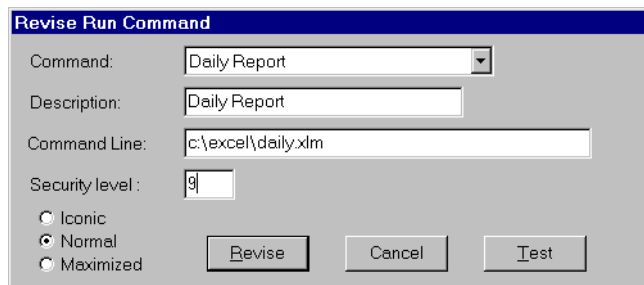 Revise Run Command
Command: Daily Report
Description: Daily Report
Command Line: c:\excel\daily.xlm
Security level : 9
Iconic
Normal
Maximized
Revise Cancel Test